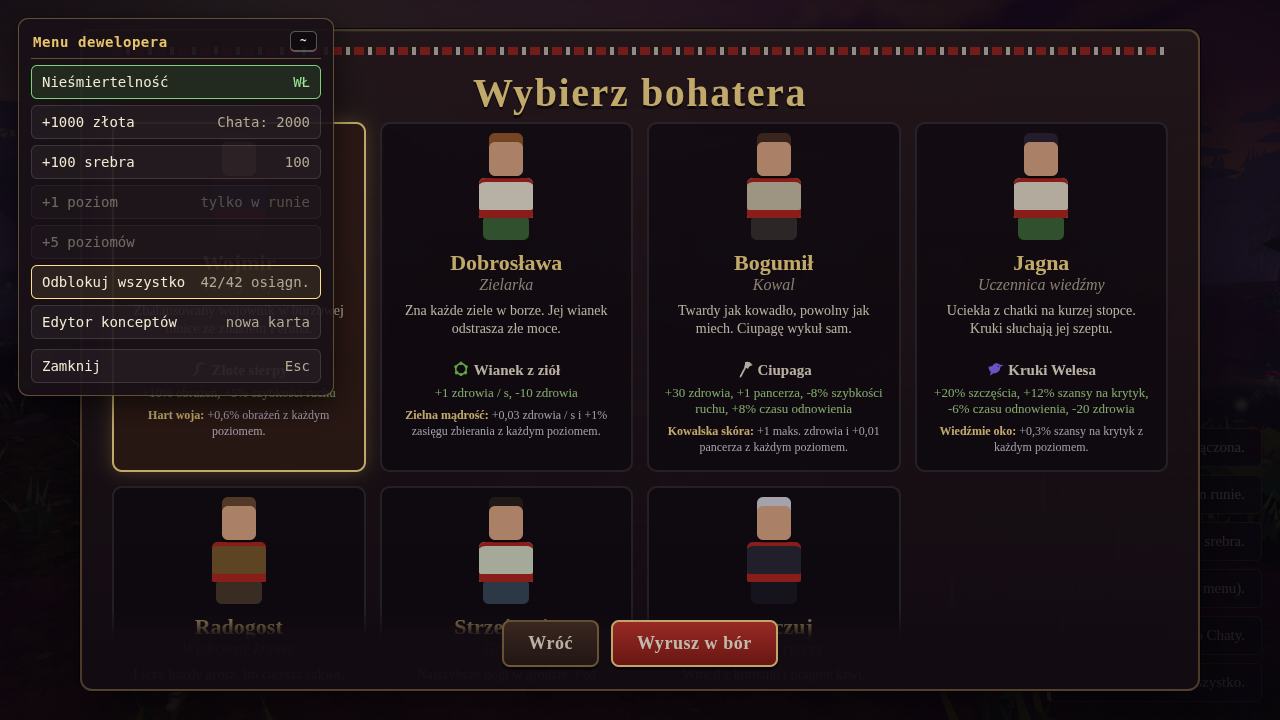 Menu dewelopera ~
Nieśmiertelność WŁ
+1000 złota Chata: 2000
+100 srebra 100
+1 poziom tylko w runie
+5 poziomów
Odblokuj wszystko 42/42 osiągn.
Edytor konceptów nowa karta
Zamknij Esc
Wybierz bohatera
Wojmir
Złote sierpy
Hart woja: +0,6% obrażeń z każdym
poziomem.
Dobrosława
Zielarka
Zna każde ziele w borze. Jej wianek
odstrasza złe moce.
Wianek z ziół
+1 zdrowia / s, -10 zdrowia
Zielna mądrość: +0,03 zdrowia / s i +1%
zasięgu zbierania z każdym poziomem.
Bogumił
Kowal
Twardy jak kowadło, powolny jak
miech. Ciupagę wykuł sam.
Ciupaga
+30 zdrowia, +1 pancerza, -8% szybkości
ruchu, +8% czasu odnowienia
Kowalska skóra: +1 maks. zdrowia i +0,01
pancerza z każdym poziomem.
Jagna
Uczennica wiedźmy
Uciekła z chatki na kurzej stopce.
Kruki słuchają jej szeptu.
Kruki Welesa
+20% szczęścia, +12% szansy na krytyk,
-6% czasu odnowienia, -20 zdrowia
Wiedźmie oko: +0,3% szansy na krytyk z
każdym poziomem.
Radogost
Wróć
Wyrusz w bór
runie.
srebra.
menu).
Chaty.